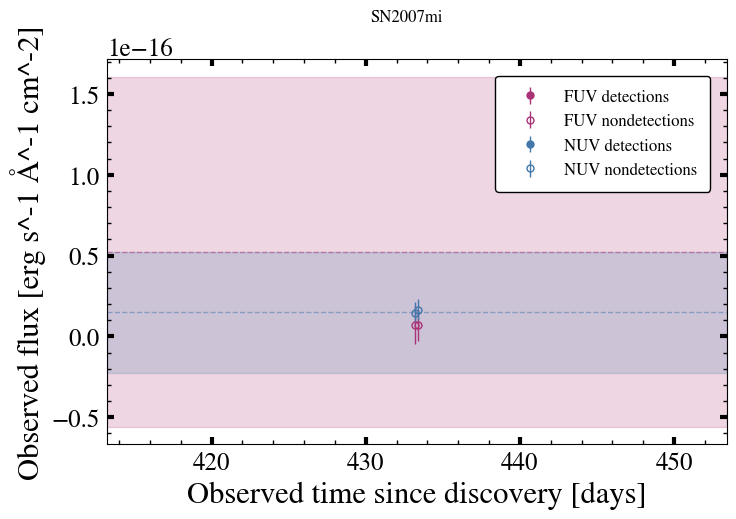 SN2007mi
1e−16
FUV detections
FUV nondetections
NUV detections
NUV nondetections
1.5
1.0
0.5
0.0
−0.5
Observed flux [erg s^-1 Å^-1 cm^-2]
420 430 440 450
Observed time since discovery [days]